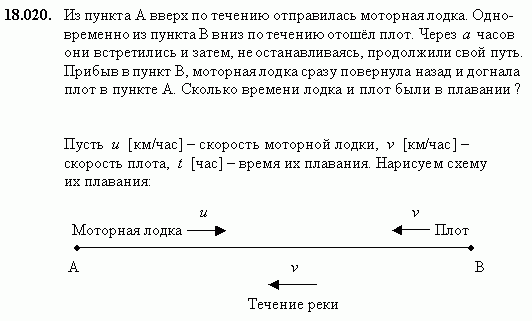 18.020. Из пункта А вверх по течению отправилась моторная лодка. Одно-
временно из пункта В вниз по течению отошёл плот. Через a часов
они встретились и затем, не останавливаясь, продолжили свой путь.
Прибыв в пункт В, моторная лодка сразу повернула назад и догнала
плот в пункте А. Сколько времени лодка и плот были в плавании ?
Пусть u [км/час] – скорость моторной лодки, v [км/час] –
скорость плота, t [час] – время их плавания. Нарисуем схему
их плавания:
u v
Моторная лодка Плот
А v В
Течение реки